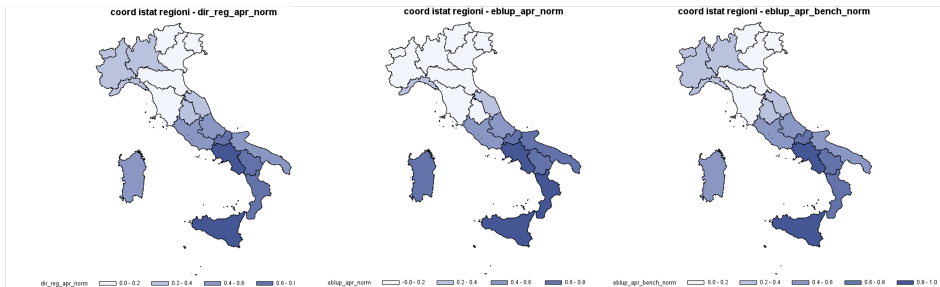 coord istat regioni - dir_reg_apr_norm
coord istat regioni - eblup_apr_norm
coord istat regioni - eblup_apr_bench_norm
dir_reg_apr_norm 0.0 - 0.2 0.2 - 0.4 0.4 - 0.6
eblup_apr_norm -0.0 - 0.2 0.2 - 0.4 0.4 - 0.6 0.6 - 0.8
eblup_apr_bench_norm 0.0 - 0.2 0.2 - 0.4 0.4 - 0.6 0.6 - 0.8 0.8 - 1.0